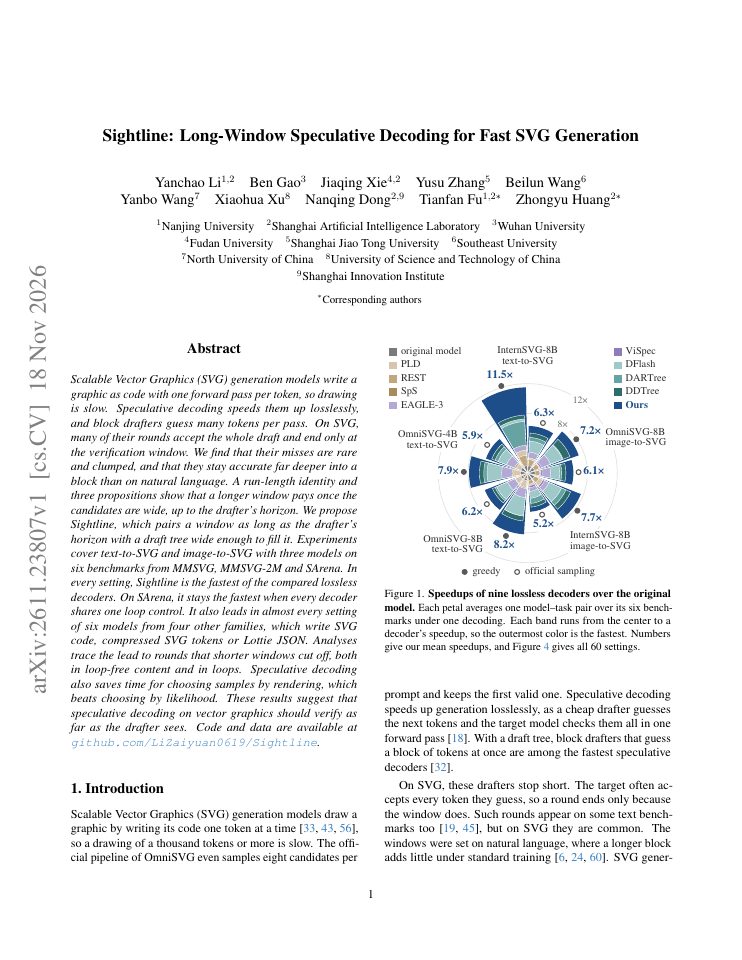 arXiv:2611.23807v1 [cs.CV] 18 Nov 2026
Sightline: Long-Window Speculative Decoding for Fast SVG Generation
Yanchao Li1,2 Ben Gao3 Jiaqing Xie4,2 Yusu Zhang5 Beilun Wang6
Yanbo Wang7 Xiaohua Xu8 Nanqing Dong2,9 Tianfan Fu1,2* Zhongyu Huang2*
1Nanjing University 2Shanghai Artificial Intelligence Laboratory 3Wuhan University
4Fudan University 5Shanghai Jiao Tong University 6Southeast University
7North University of China 8University of Science and Technology of China
9Shanghai Innovation Institute
*Corresponding authors
Abstract
Scalable Vector Graphics (SVG) generation models write a
graphic as code with one forward pass per token, so drawing
is slow. Speculative decoding speeds them up losslessly,
and block drafters guess many tokens per pass. On SVG,
many of their rounds accept the whole draft and end only at
the verification window. We find that their misses are rare
and clumped, and that they stay accurate far deeper into a
block than on natural language. A run-length identity and
three propositions show that a longer window pays once the
candidates are wide, up to the drafter's horizon. We propose
Sightline, which pairs a window as long as the drafter's
horizon with a draft tree wide enough to fill it. Experiments
cover text-to-SVG and image-to-SVG with three models on
six benchmarks from MMSVG, MMSVG-2M and SArena. In
every setting, Sightline is the fastest of the compared lossless
decoders. On SArena, it stays the fastest when every decoder
shares one loop control. It also leads in almost every setting
of six models from four other families, which write SVG
code, compressed SVG tokens or Lottie JSON. Analyses
trace the lead to rounds that shorter windows cut off, both
in loop-free content and in loops. Speculative decoding
also saves time for choosing samples by rendering, which
beats choosing by likelihood. These results suggest that
speculative decoding on vector graphics should verify as
far as the drafter sees. Code and data are available at
github.com/LiZaiyuan0619/Sightline.
1. Introduction
Scalable Vector Graphics (SVG) generation models draw a
graphic by writing its code one token at a time [33, 43, 56],
so a drawing of a thousand tokens or more is slow. The offi-
cial pipeline of OmniSVG even samples eight candidates per
original model
PLD
REST
SpS
EAGLE-3
ViSpec
DFlash
DARTree
DDTree
Ours
InternSVG-8B
text-to-SVG
11.5×
6.3×
12×
8×
7.2×
OmniSVG-8B
image-to-SVG
6.1×
7.7×
InternSVG-8B
image-to-SVG
5.2×
8.2×
OmniSVG-8B
text-to-SVG
6.2×
7.9×
OmniSVG-4B
text-to-SVG
5.9×
greedy official sampling
Figure 1. Speedups of nine lossless decoders over the original
model. Each petal averages one model–task pair over its six bench-
marks under one decoding. Each band runs from the center to a
decoder's speedup, so the outermost color is the fastest. Numbers
give our mean speedups, and Figure 4 gives all 60 settings.
prompt and keeps the first valid one. Speculative decoding
speeds up generation losslessly, as a cheap drafter guesses
the next tokens and the target model checks them all in one
forward pass [18]. With a draft tree, block drafters that guess
a block of tokens at once are among the fastest speculative
decoders [32].
On SVG, these drafters stop short. The target often ac-
cepts every token they guess, so a round ends only because
the window does. Such rounds appear on some text bench-
marks too [19, 45], but on SVG they are common. The
windows were set on natural language, where a longer block
adds little under standard training [6, 24, 60]. SVG gener-
1